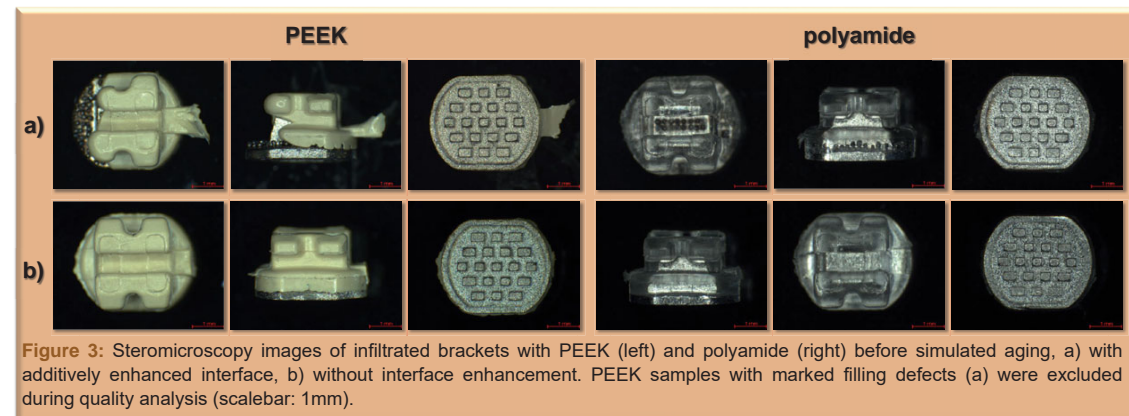 PEEK
polyamide
a)
b)
Figure 3: Steromicroscopy images of infiltrated brackets with PEEK (left) and polyamide (right) before simulated aging, a) with
additively enhanced interface, b) without interface enhancement. PEEK samples with marked filling defects (a) were excluded
during quality analysis (scalebar: 1mm).